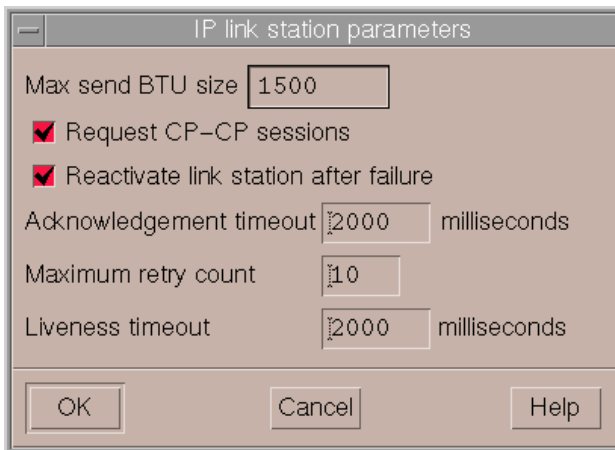 IP link station parameters
Max send BTU size 1500
Request CP-CP sessions
Reactivate link station after failure
Acknowledgement timeout 2000 milliseconds
Maximum retry count 10
Liveness timeout 2000 milliseconds
OK Cancel Help